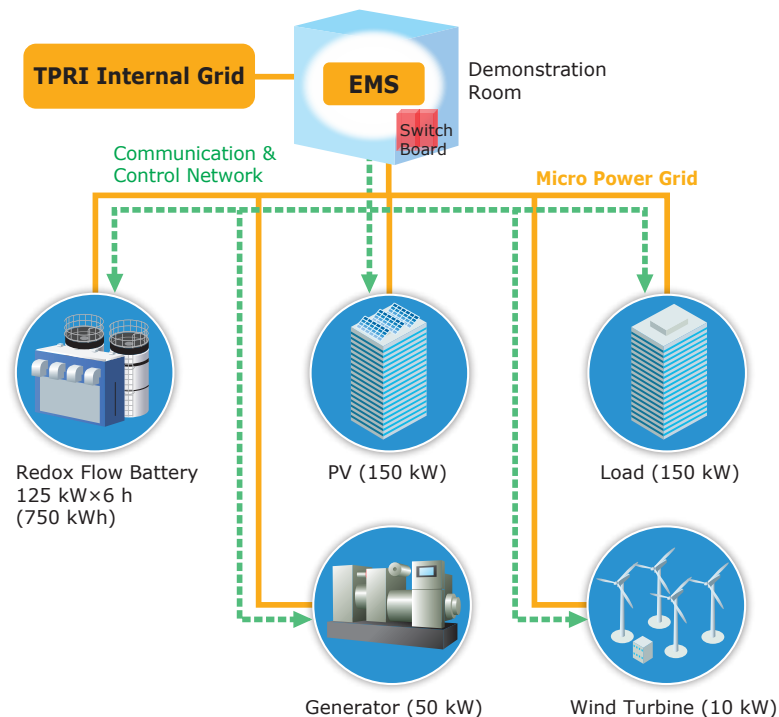 TPRI Internal Grid
EMS
Demonstration
Room
Switch
Board
Communication &
Control Network
Micro Power Grid
Redox Flow Battery
125 kW×6 h
(750 kWh)
PV (150 kW)
Load (150 kW)
Generator (50 kW)
Wind Turbine (10 kW)